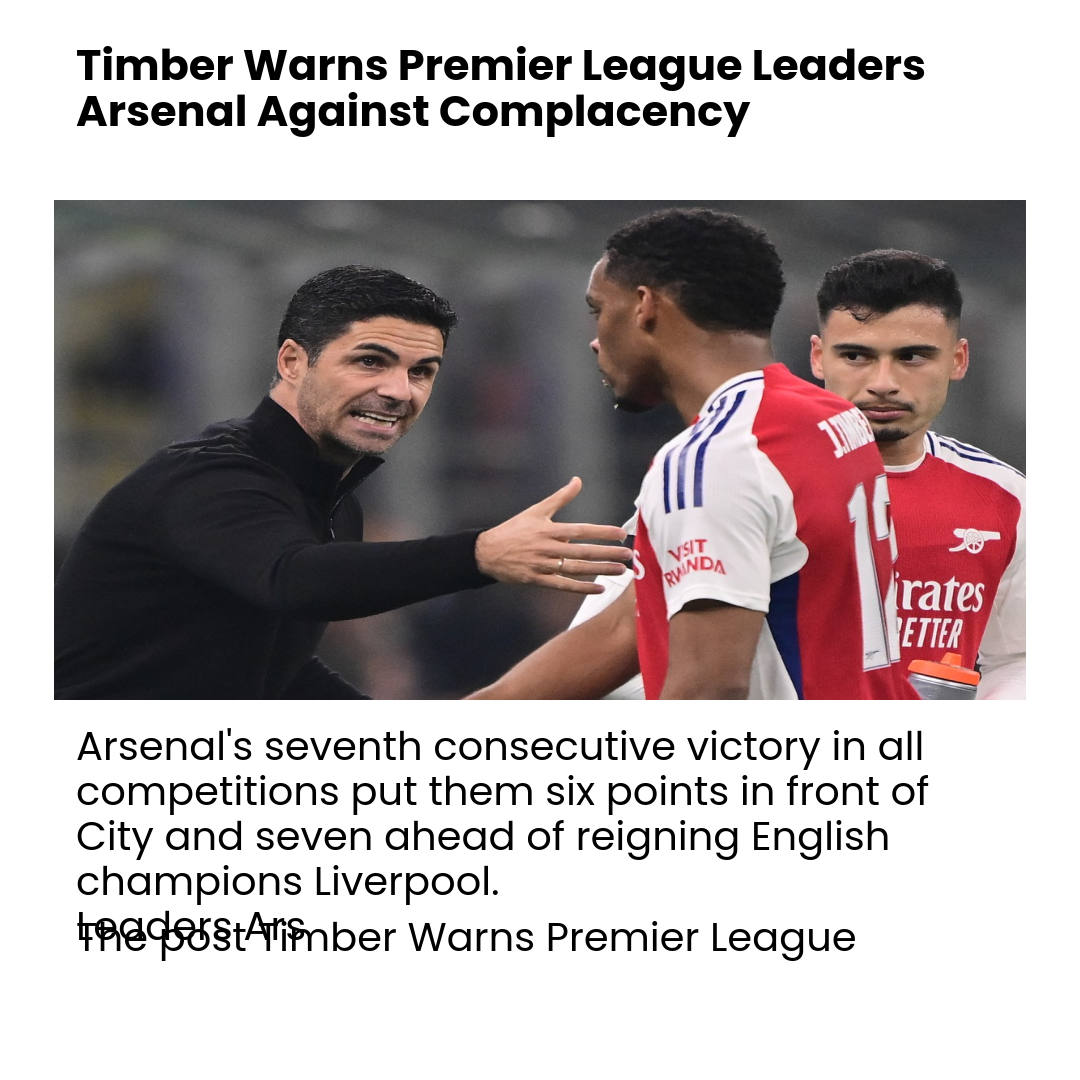 Timber Warns Premier League Leaders
Arsenal Against Complacency
J.TIMBER
12
VISIT
RWANDA
irates
BETTER
Arsenal's seventh consecutive victory in all
competitions put them six points in front of
City and seven ahead of reigning English
champions Liverpool.
Leaders Ars
The post Timber Warns Premier League